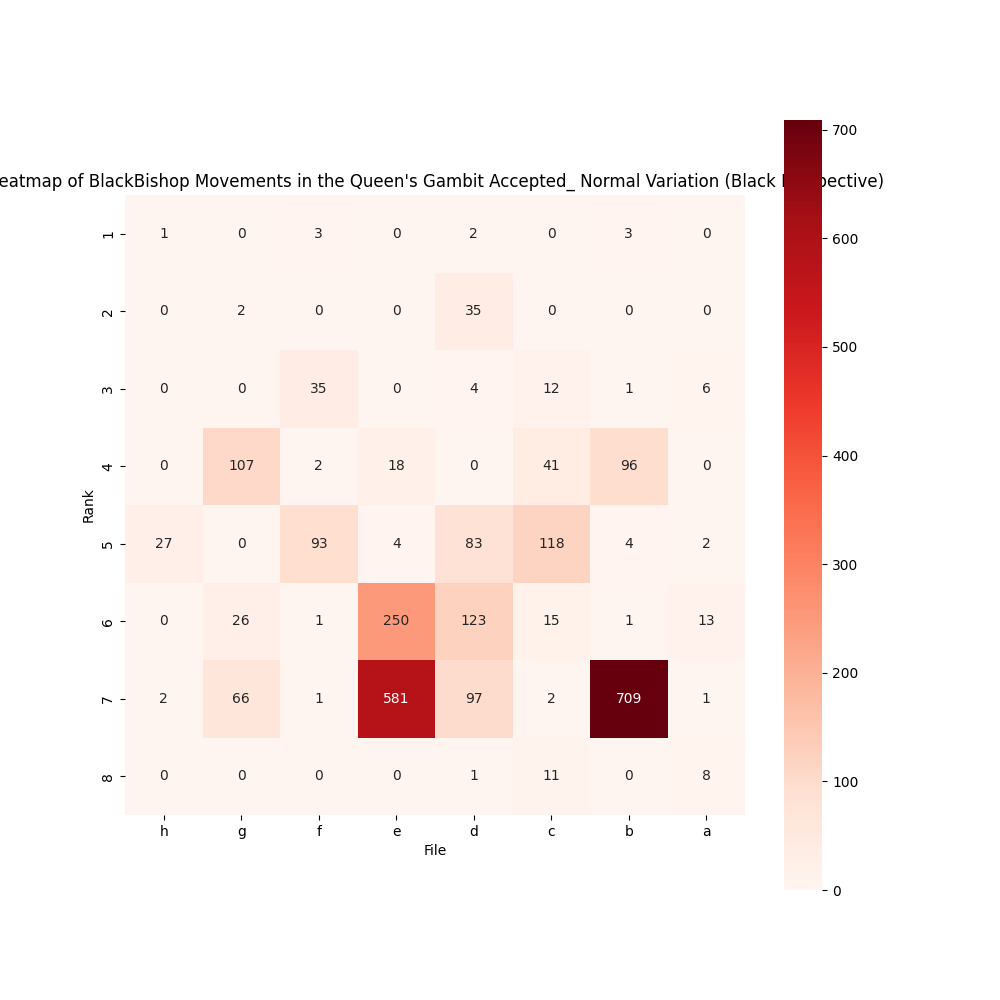 700
eatmap of BlackBishop Movements in the Queen's Gambit Accepted_ Normal Variation (Black pective)
1 1 0 3 0 2 0 3 0
600
2 0 2 0 0 35 0 0 0
500
3 0 0 35 0 4 12 1 6
400
4 0 107 2 18 0 41 96 0
Rank
5 27 0 93 4 83 118 4 2
300
6 0 26 1 250 123 15 1 13
200
7 2 66 1 581 97 2 709 1
100
8 0 0 0 0 1 11 0 8
h g f e d c b a
File
0